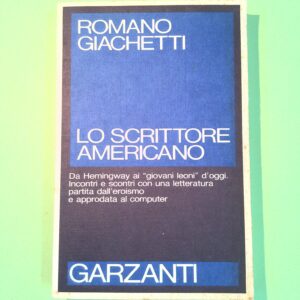 ROMANO
GIACHETTI
LO SCRITTORE
AMERICANO
Da Hemingway ai "giovani leoni" d'oggi.
Incontri e scontri con una letteratura
partita dall'eroismo
e approdata al computer
GARZANTI